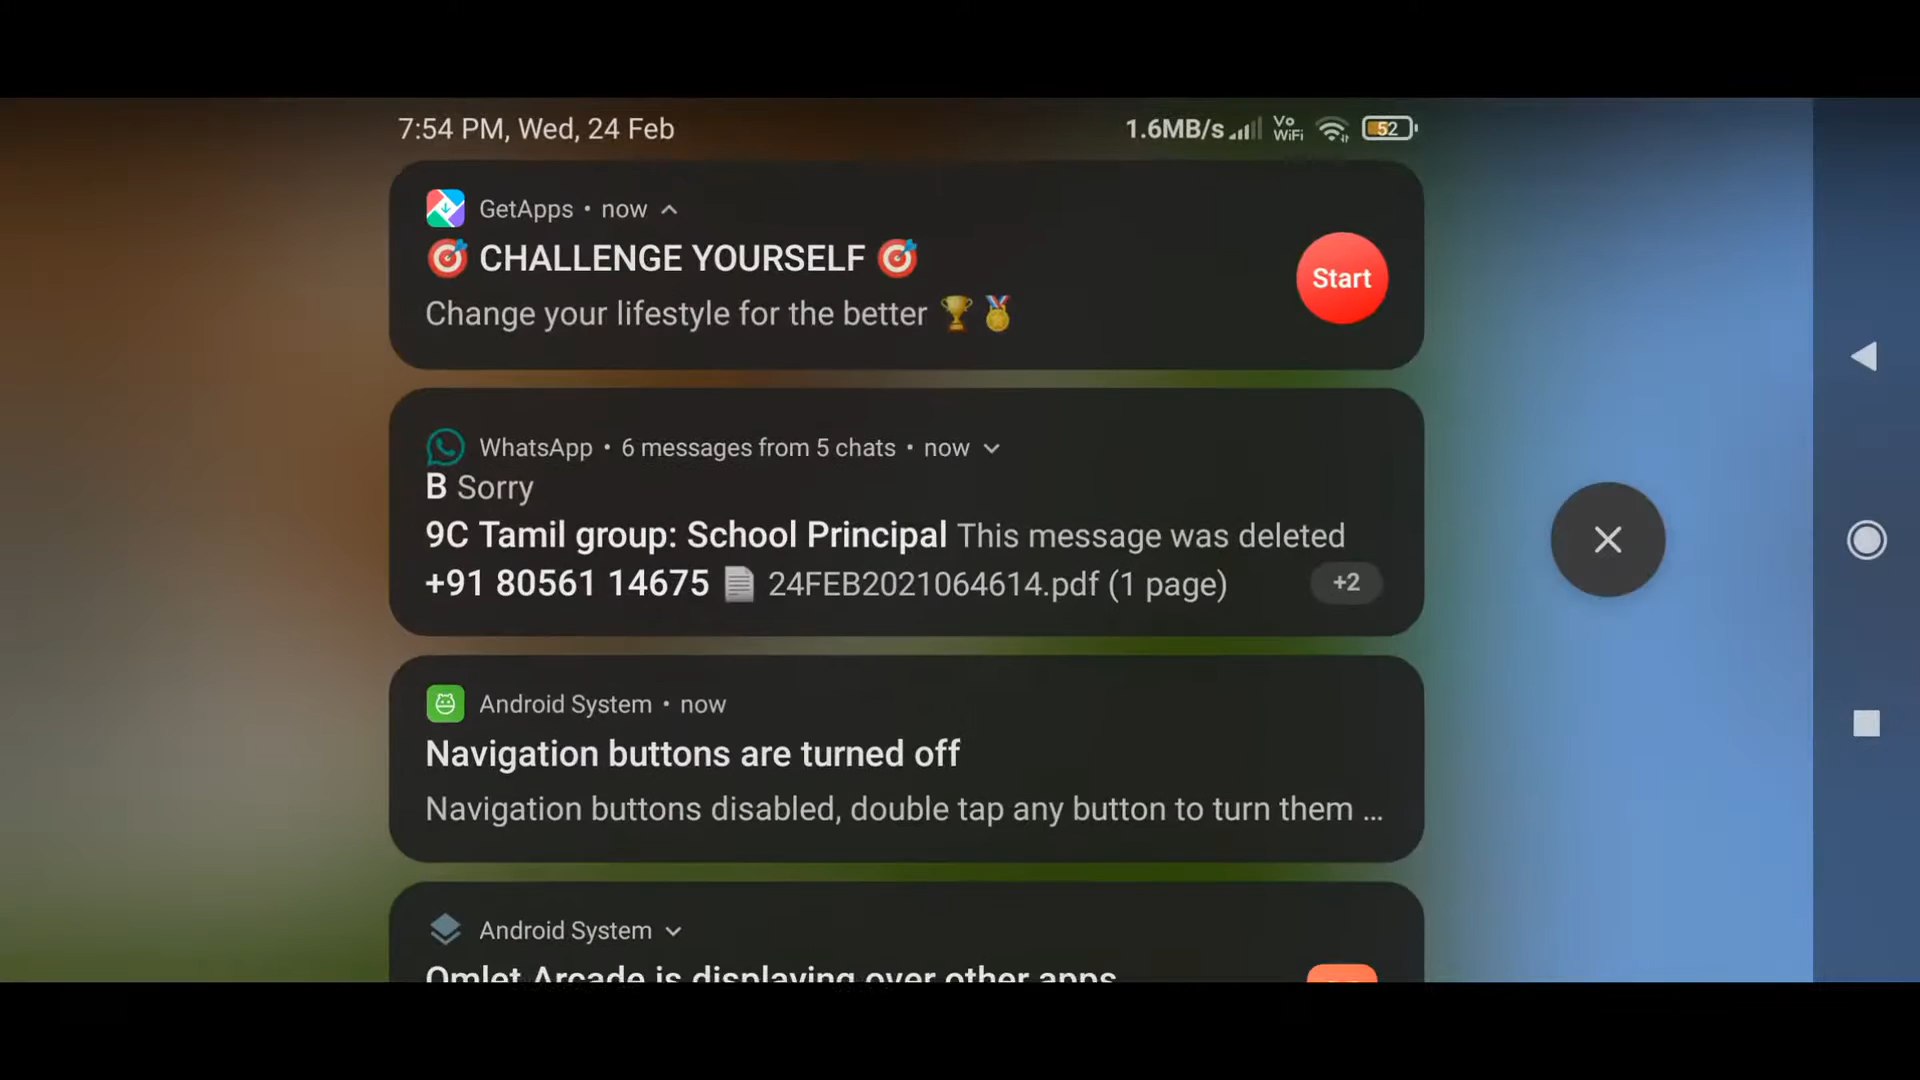 7:54 PM, Wed, 24 Feb
1.6MB/s Vo WiFi 52
GetApps • now
🎯 CHALLENGE YOURSELF 🎯
Change your lifestyle for the better 🏆🏅
Start
WhatsApp • 6 messages from 5 chats • now
B Sorry
9C Tamil group: School Principal This message was deleted
+91 80561 14675 📄 24FEB2021064614.pdf (1 page) +2
Android System • now
Navigation buttons are turned off
Navigation buttons disabled, double tap any button to turn them ...
Android System
Omlet Arcade is displaying over other apps